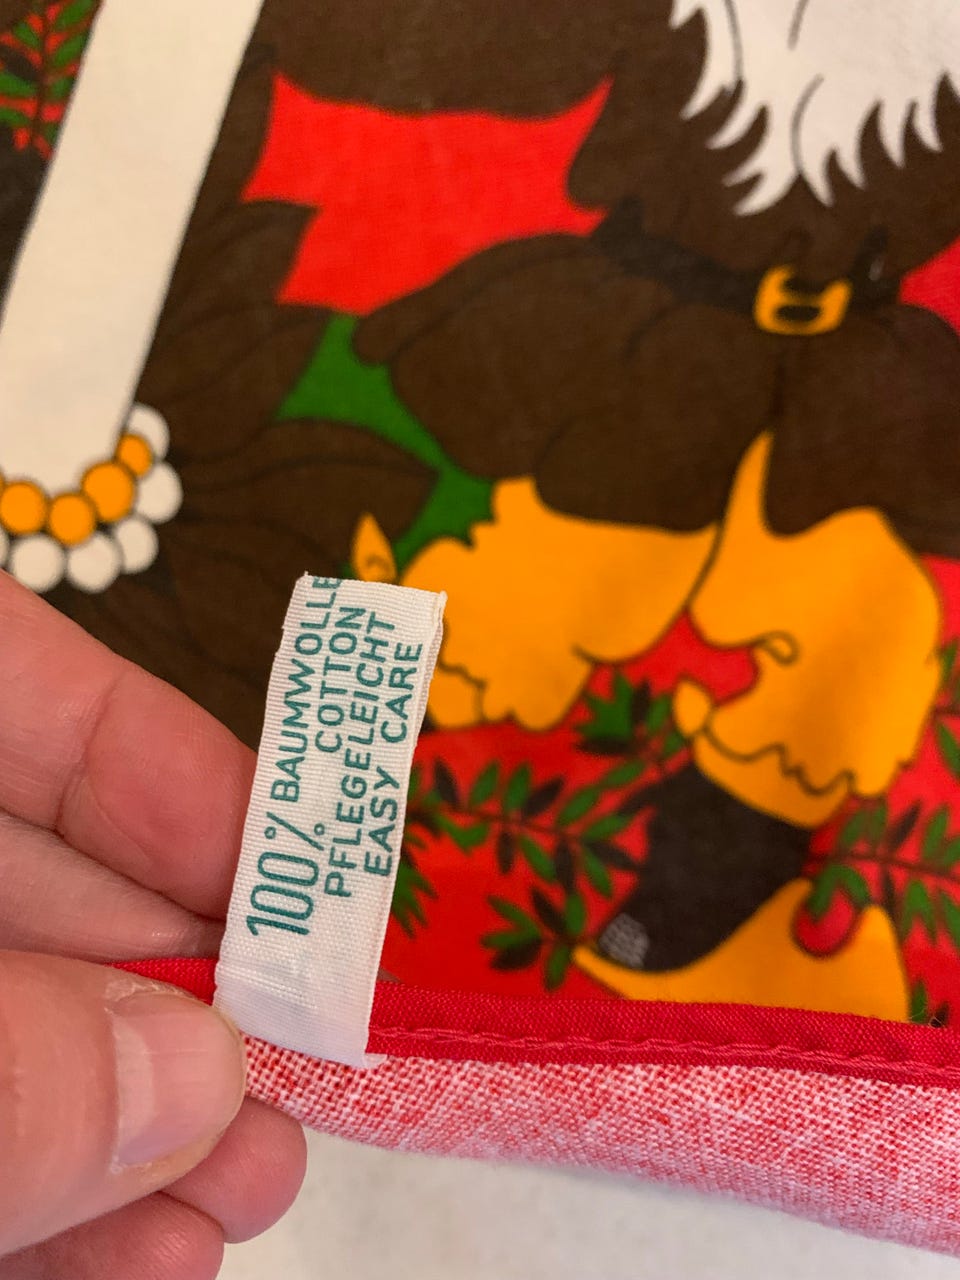 100% BAUMWOLLE
COTTON
PFLEGELEICHT
EASY CARE